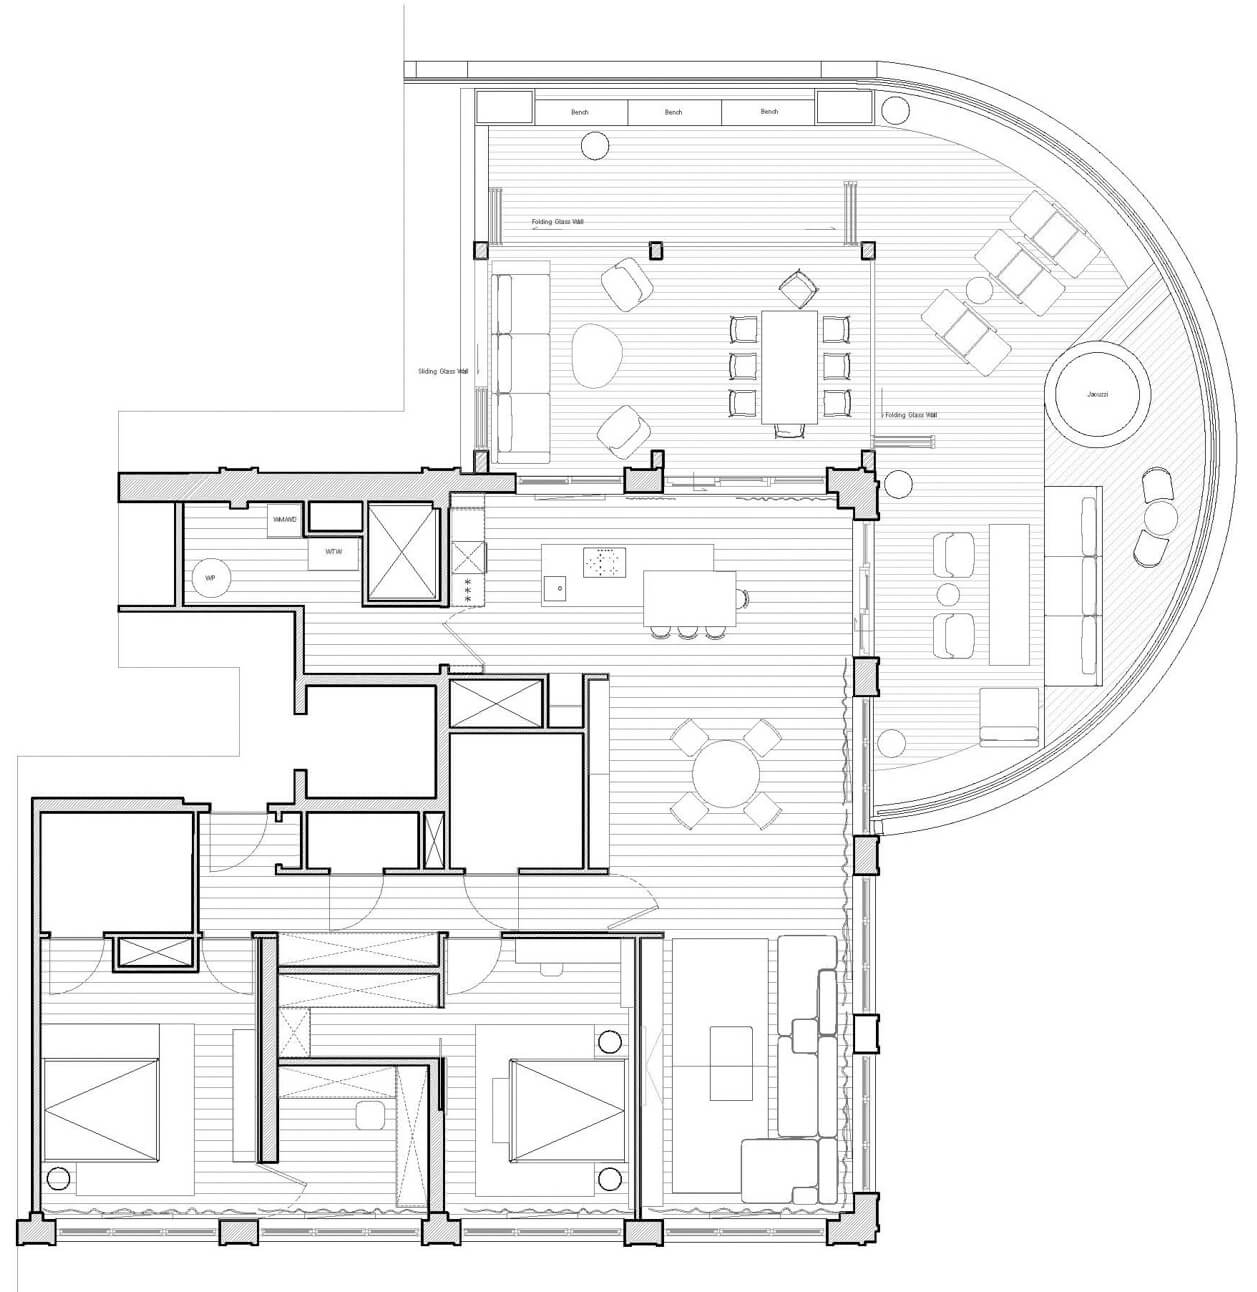 Bench
Bench
Bench
Folding Glass Wall
Sliding Glass Wall
Jacuzzi
Folding Glass Wall
WM/WD
WTW
WP